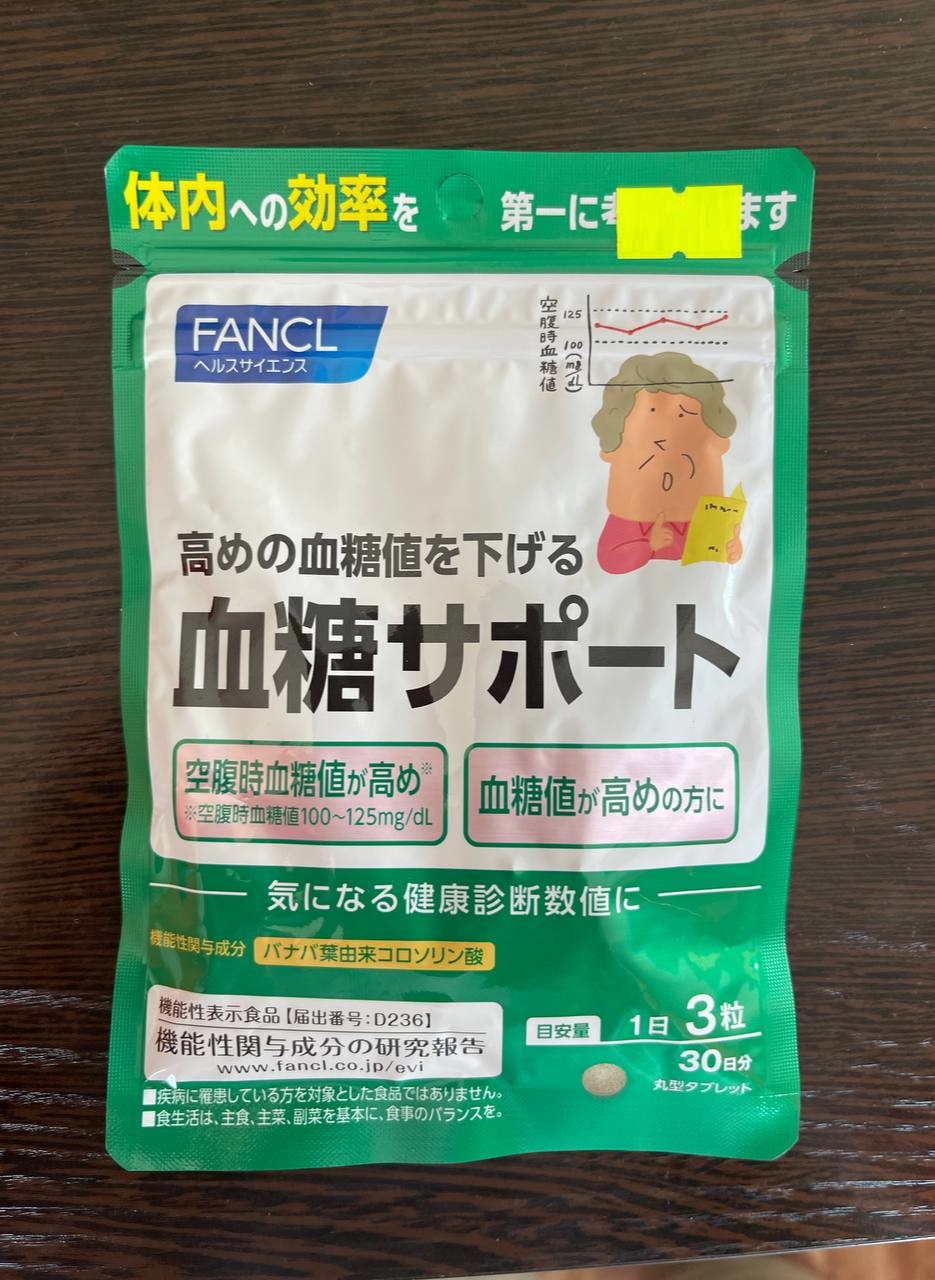 体内への効率を 第一に ます
FANCL
ヘルスサイエンス
空腹時血糖値
(mg/dL)
125
100
高めの血糖値を下げる
血糖サポート
空腹時血糖値が高め※
※空腹時血糖値100~125mg/dL
血糖値が高めの方に
気になる健康診断数値に
機能性関与成分 バナバ葉由来コロソリン酸
機能性表示食品【届出番号:D236】
機能性関与成分の研究報告
www.fancl.co.jp/evi
目安量 1日 3粒
30日分
丸型タブレット
■疾病に罹患している方を対象とした食品ではありません。
■食生活は、主食、主菜、副菜を基本に、食事のバランスを。